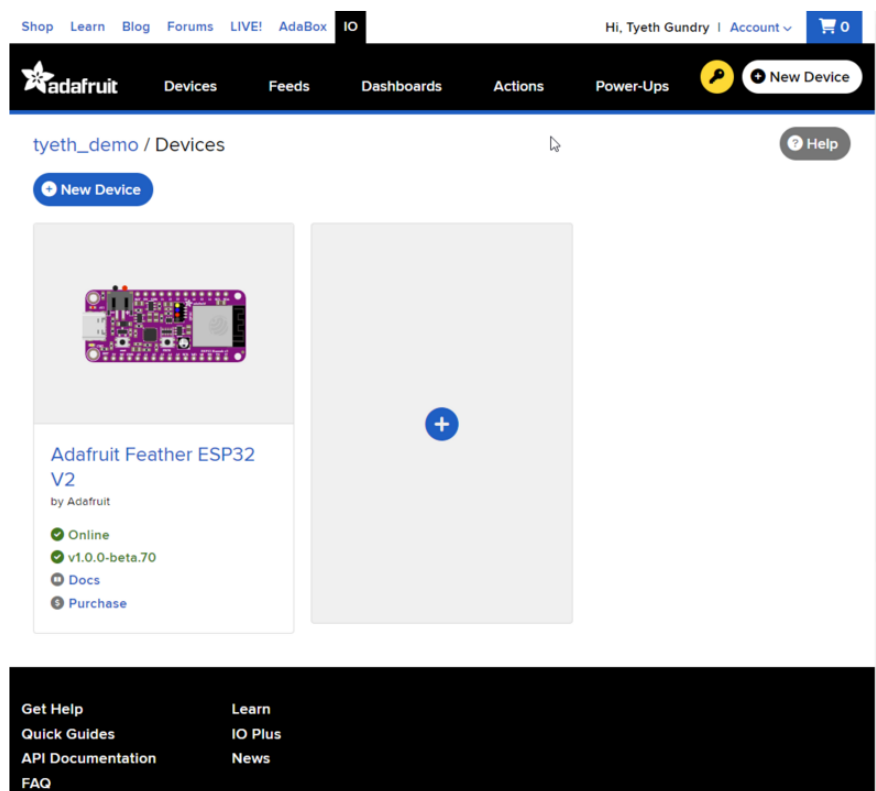 Shop Learn Blog Forums LIVE! AdaBox IO Hi, Tyeth Gundry | Account 0
adafruit Devices Feeds Dashboards Actions Power-Ups New Device
tyeth_demo / Devices
Help
New Device
Adafruit Feather ESP32
V2
by Adafruit
Online
v1.0.0-beta.70
Docs
Purchase
Get Help Learn
Quick Guides IO Plus
API Documentation News
FAQ